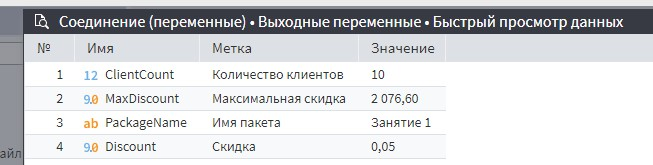 Соединение (переменные) • Выходные переменные • Быстрый просмотр данных
№ Имя Метка Значение
1 12 ClientCount Количество клиентов 10
2 9.0 MaxDiscount Максимальная скидка 2 076,60
3 ab PackageName Имя пакета Занятие 1
4 9.0 Discount Скидка 0,05
айл